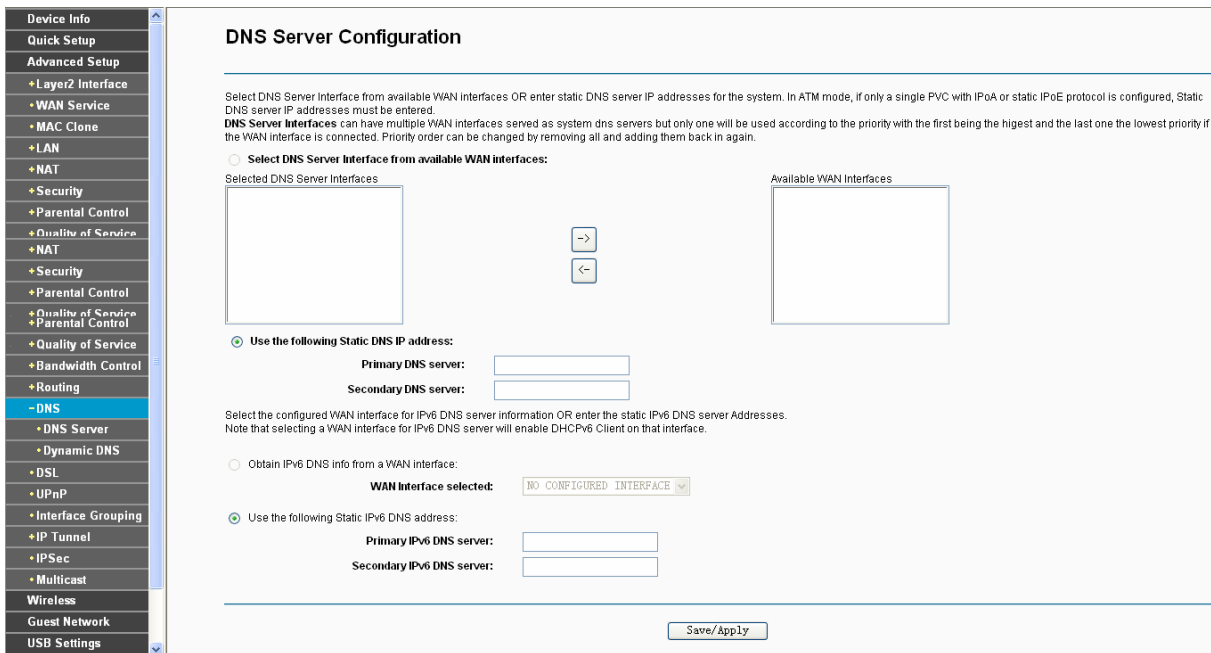 Device Info
Quick Setup
Advanced Setup
+Layer2 Interface
•WAN Service
•MAC Clone
+LAN
+NAT
+Security
+Parental Control
+Quality of Service
+NAT
+Security
+Parental Control
+Quality of Service
+Parental Control
+Quality of Service
+Bandwidth Control
+Routing
-DNS
•DNS Server
•Dynamic DNS
•DSL
•UPnP
•Interface Grouping
+IP Tunnel
•IPSec
•Multicast
Wireless
Guest Network
USB Settings
DNS Server Configuration
Select DNS Server Interface from available WAN interfaces OR enter static DNS server IP addresses for the system. In ATM mode, if only a single PVC with IPoA or static IPoE protocol is configured, Static
DNS server IP addresses must be entered.
DNS Server Interfaces can have multiple WAN interfaces served as system dns servers but only one will be used according to the priority with the first being the higest and the last one the lowest priority if
the WAN interface is connected. Priority order can be changed by removing all and adding them back in again.
Select DNS Server Interface from available WAN interfaces:
Selected DNS Server Interfaces
Available WAN Interfaces
->
<-
Use the following Static DNS IP address:
Primary DNS server:
Secondary DNS server:
Select the configured WAN interface for IPv6 DNS server information OR enter the static IPv6 DNS server Addresses.
Note that selecting a WAN interface for IPv6 DNS server will enable DHCPv6 Client on that interface.
Obtain IPv6 DNS info from a WAN interface:
WAN Interface selected: NO CONFIGURED INTERFACE
Use the following Static IPv6 DNS address:
Primary IPv6 DNS server:
Secondary IPv6 DNS server:
Save/Apply